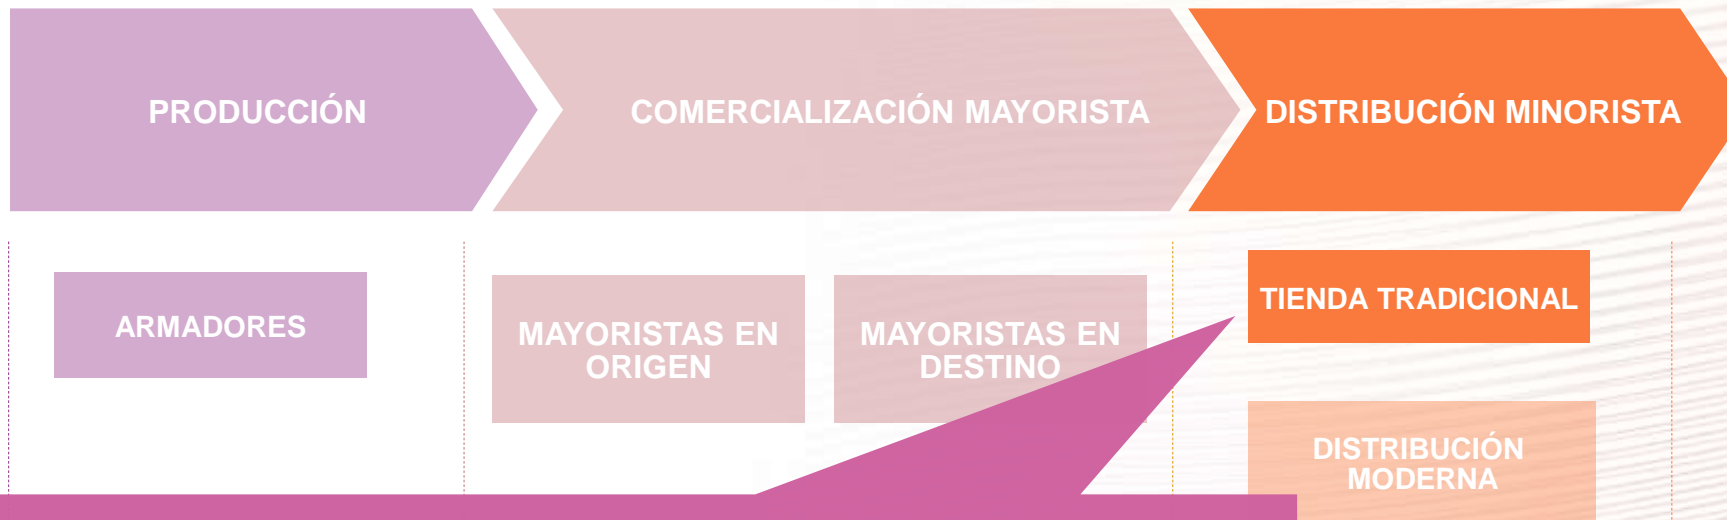 PRODUCCIÓN
COMERCIALIZACIÓN MAYORISTA
DISTRIBUCIÓN MINORISTA
ARMADORES
MAYORISTAS EN
ORIGEN
MAYORISTAS EN
DESTINO
TIENDA TRADICIONAL
DISTRIBUCIÓN
MODERNA